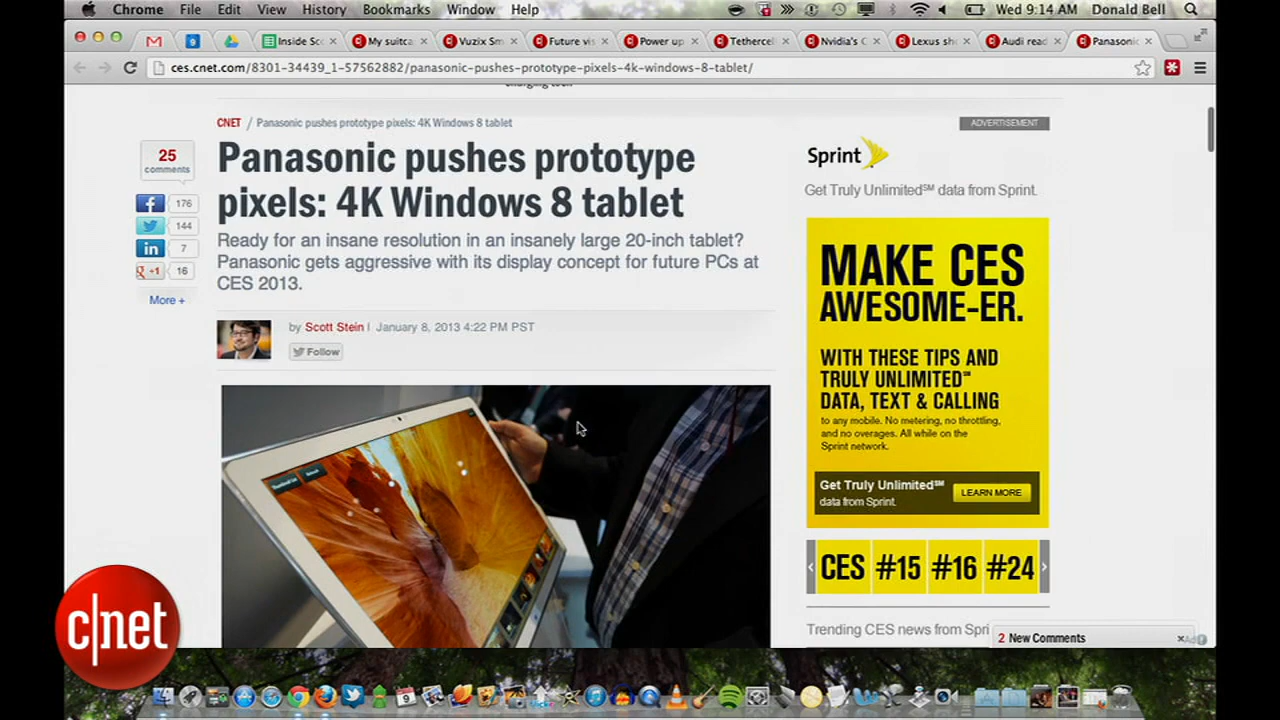 Chrome File Edit View History Bookmarks Window Help Wed 9:14 AM Donald Bell
Inside Sc My suitca Vuzix Sm Future vis Power up Tethercel Nvidia's G Lexus sh Audi read Panasonic
ces.cnet.com/8301-34439_1-57562882/panasonic-pushes-prototype-pixels-4k-windows-8-tablet/
CNET / Panasonic pushes prototype pixels: 4K Windows 8 tablet
ADVERTISEMENT
25
comments
176
144
7
+1 16
More +
Panasonic pushes prototype
pixels: 4K Windows 8 tablet
Ready for an insane resolution in an insanely large 20-inch tablet?
Panasonic gets aggressive with its display concept for future PCs at
CES 2013.
by Scott Stein | January 8, 2013 4:22 PM PST
Follow
Sprint
Get Truly Unlimited℠ data from Sprint.
MAKE CES
AWESOME-ER.
WITH THESE TIPS AND
TRULY UNLIMITED℠
DATA, TEXT & CALLING
to any mobile. No metering, no throttling,
and no overages. All while on the
Sprint network.
Get Truly Unlimited℠
data from Sprint.
LEARN MORE
CES #15 #16 #24
Trending CES news from Spri
2 New Comments
c|net